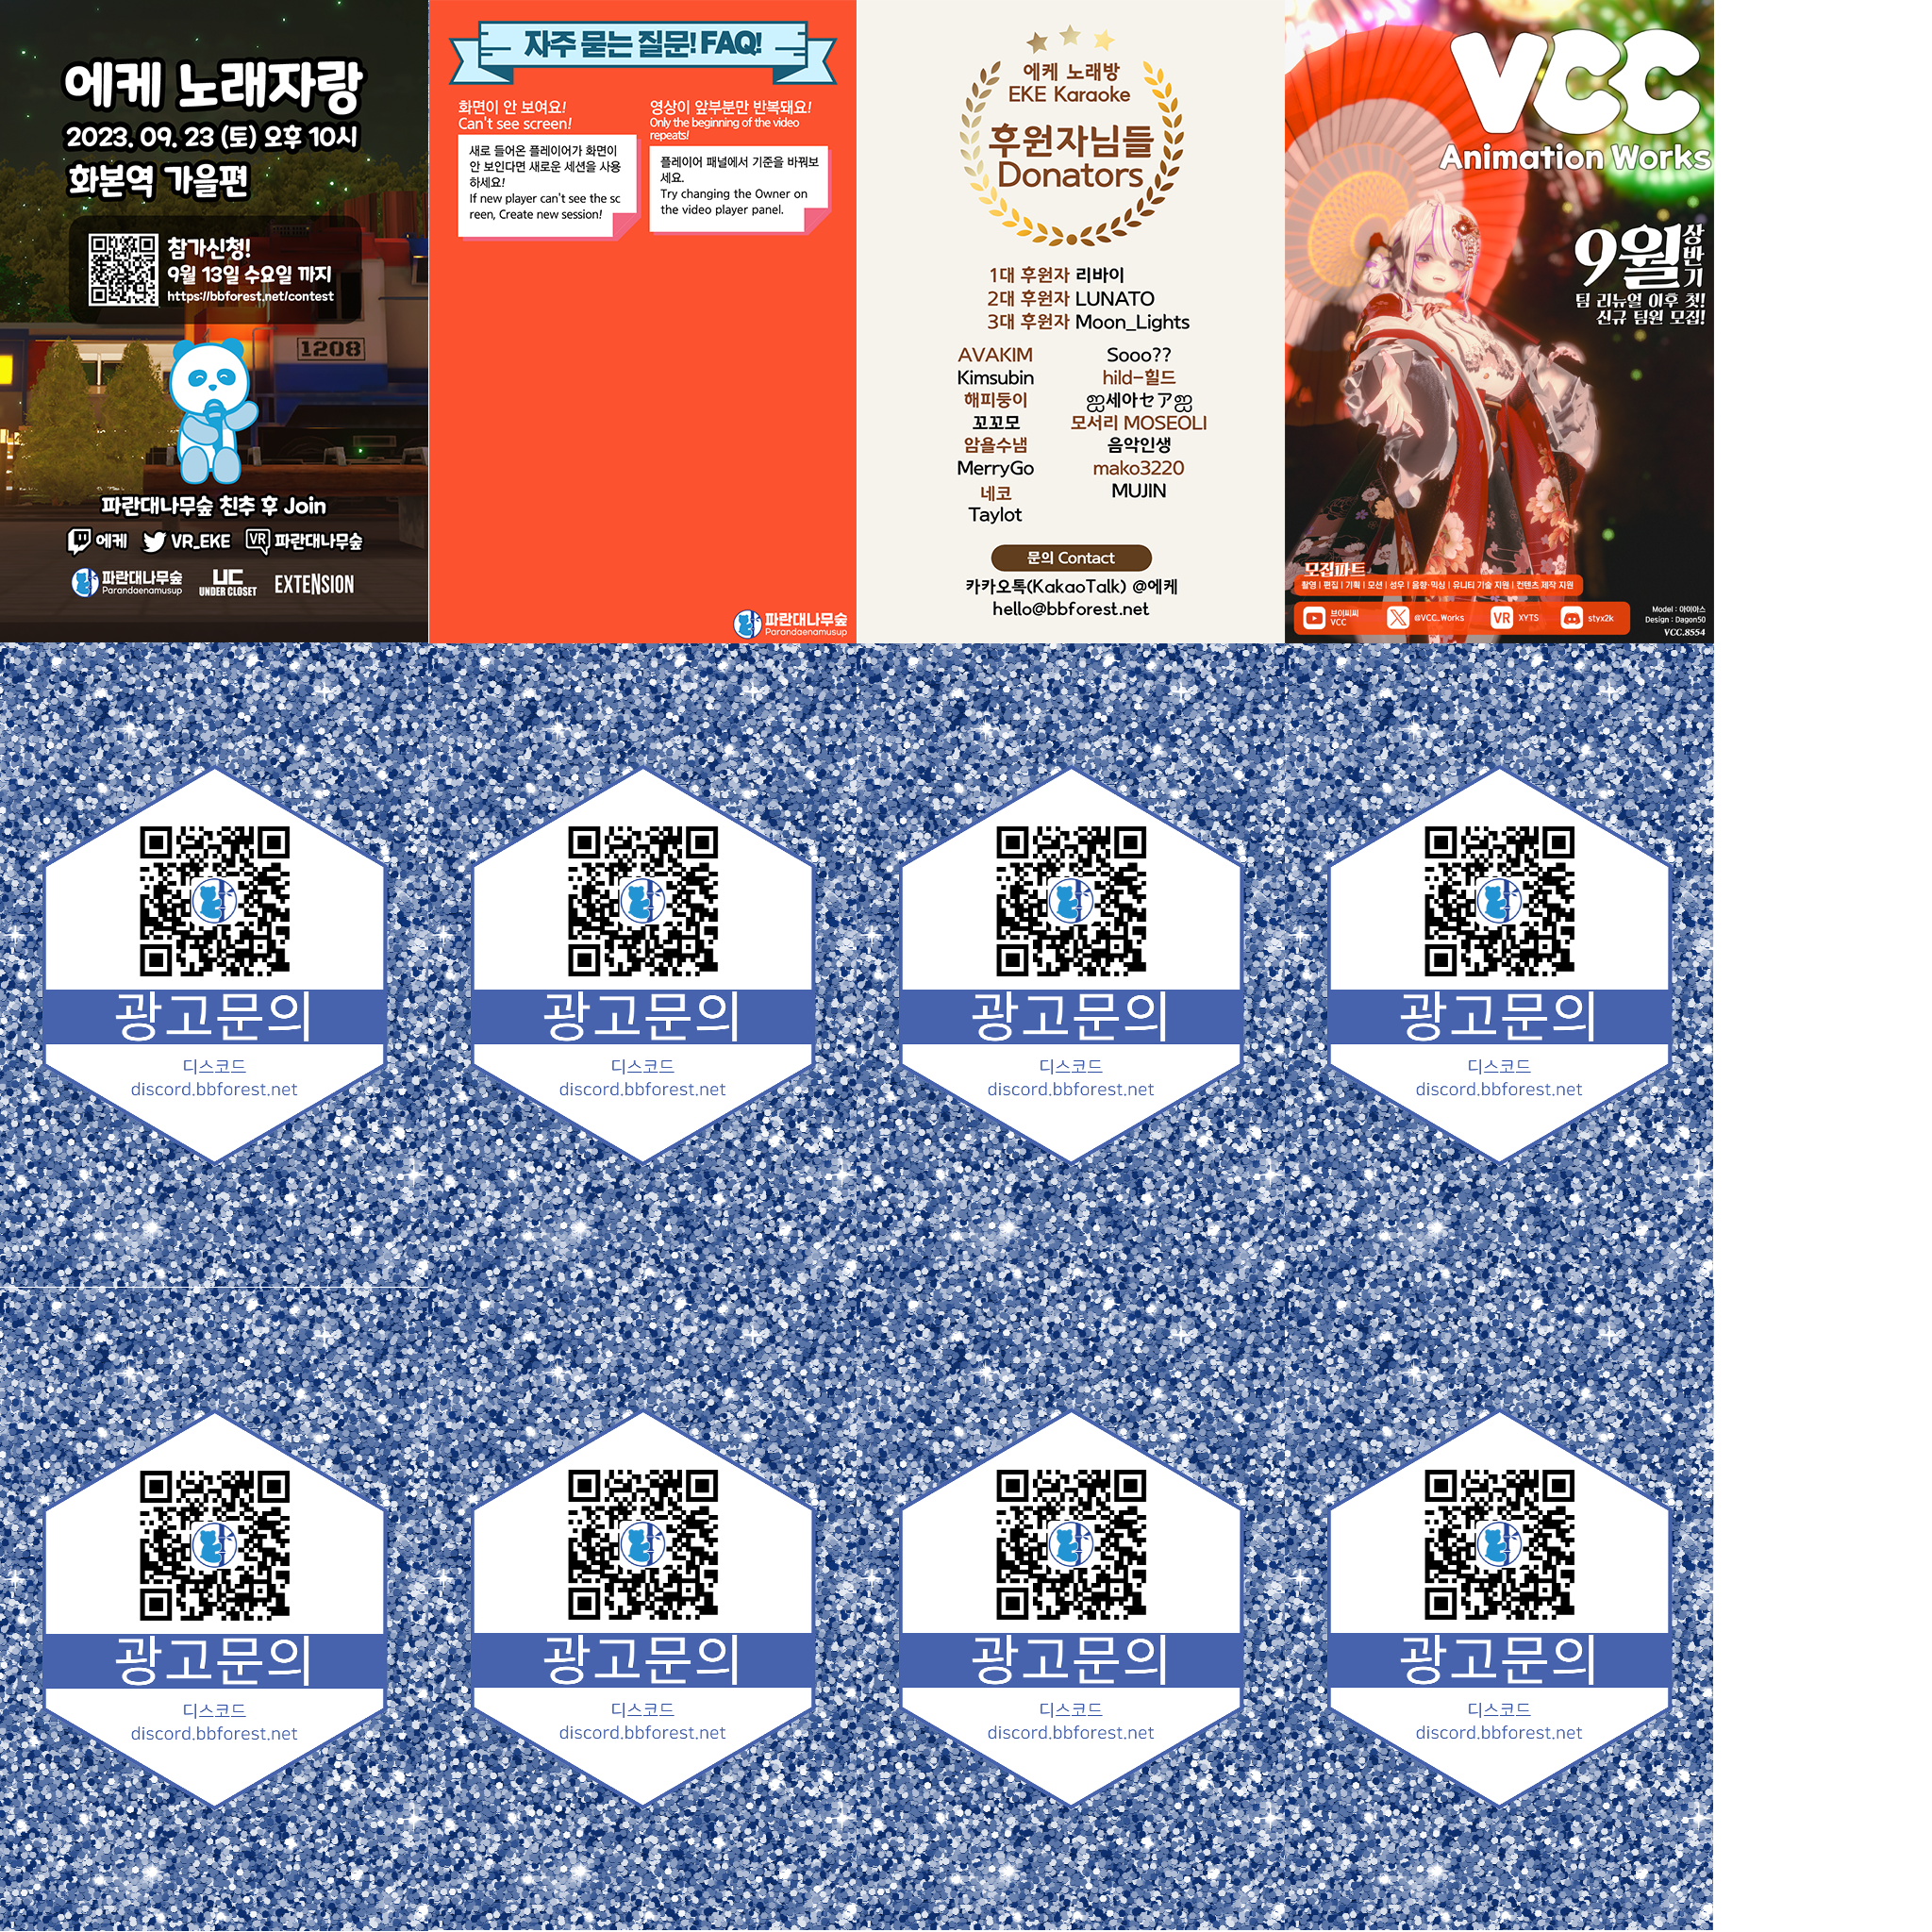 에케 노래자랑
2023. 09. 23 (토) 오후 10시
화본역 가을편
참가신청!
9월 13일 수요일 까지
https://bbforest.net/contest
1208
파란대나무숲 친추 후 Join
에케 VR_EKE VR 파란대나무숲
파란대나무숲
Parandaenamusup
UC
UNDER CLOSET
EXTENSION
자주 묻는 질문! FAQ!
화면이 안 보여요!
Can't see screen!
새로 들어온 플레이어가 화면이
안 보인다면 새로운 세션을 사용
하세요!
If new player can't see the sc
reen, Create new session!
영상이 앞부분만 반복돼요!
Only the beginning of the video
repeats!
플레이어 패널에서 기준을 바꿔보
세요.
Try changing the Owner on
the video player panel.
파란대나무숲
Parandaenamusup
에케 노래방
EKE Karaoke
후원자님들
Donators
1대 후원자 리바이
2대 후원자 LUNATO
3대 후원자 Moon_Lights
AVAKIM
Kimsubin
해피둥이
꼬꼬모
암욜수냄
MerryGo
네코
Taylot
Sooo??
hild-힐드
ஐ세아セアஐ
모서리 MOSEOLI
음악인생
mako3220
MUJIN
문의 Contact
카카오톡(KakaoTalk) @에케
hello@bbforest.net
VCC
Animation Works
9월 상반기
팀 리뉴얼 이후 첫!
신규 팀원 모집!
모집파트
촬영 | 편집 | 기획 | 모션 | 성우 | 음향·믹싱 | 유니티 기술 지원 | 컨텐츠 제작 지원
브이씨씨
VCC
@VCC_Works
VR XYTS
styx2k
Model : 아이아스
Design : Dagon50
VCC.8554
광고문의
디스코드
discord.bbforest.net
광고문의
디스코드
discord.bbforest.net
광고문의
디스코드
discord.bbforest.net
광고문의
디스코드
discord.bbforest.net
광고문의
디스코드
discord.bbforest.net
광고문의
디스코드
discord.bbforest.net
광고문의
디스코드
discord.bbforest.net
광고문의
디스코드
discord.bbforest.net